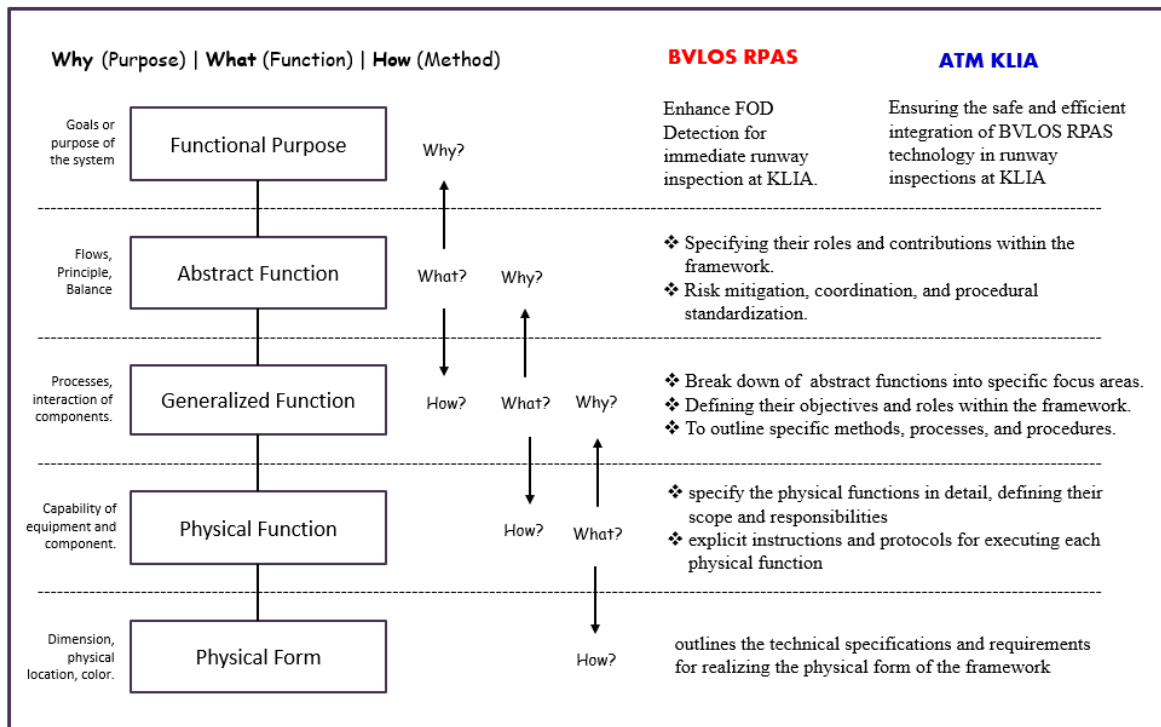 Why (Purpose) | What (Function) | How (Method)
BVLOS RPAS
ATM KLIA
Goals or
purpose of
the system
Functional Purpose
Why?
Enhance FOD
Detection for
immediate runway
inspection at KLIA.
Ensuring the safe and efficient
integration of BVLOS RPAS
technology in runway
inspections at KLIA
Flows,
Principle,
Balance
Abstract Function
What?
Why?
❖ Specifying their roles and contributions within the
framework.
❖ Risk mitigation, coordination, and procedural
standardization.
Processes,
interaction of
components.
Generalized Function
How?
What?
Why?
❖ Break down of abstract functions into specific focus areas.
❖ Defining their objectives and roles within the framework.
❖ To outline specific methods, processes, and procedures.
Capability of
equipment and
component.
Physical Function
How?
What?
❖ specify the physical functions in detail, defining their
scope and responsibilities
❖ explicit instructions and protocols for executing each
physical function
Dimension,
physical
location, color.
Physical Form
How?
outlines the technical specifications and requirements
for realizing the physical form of the framework